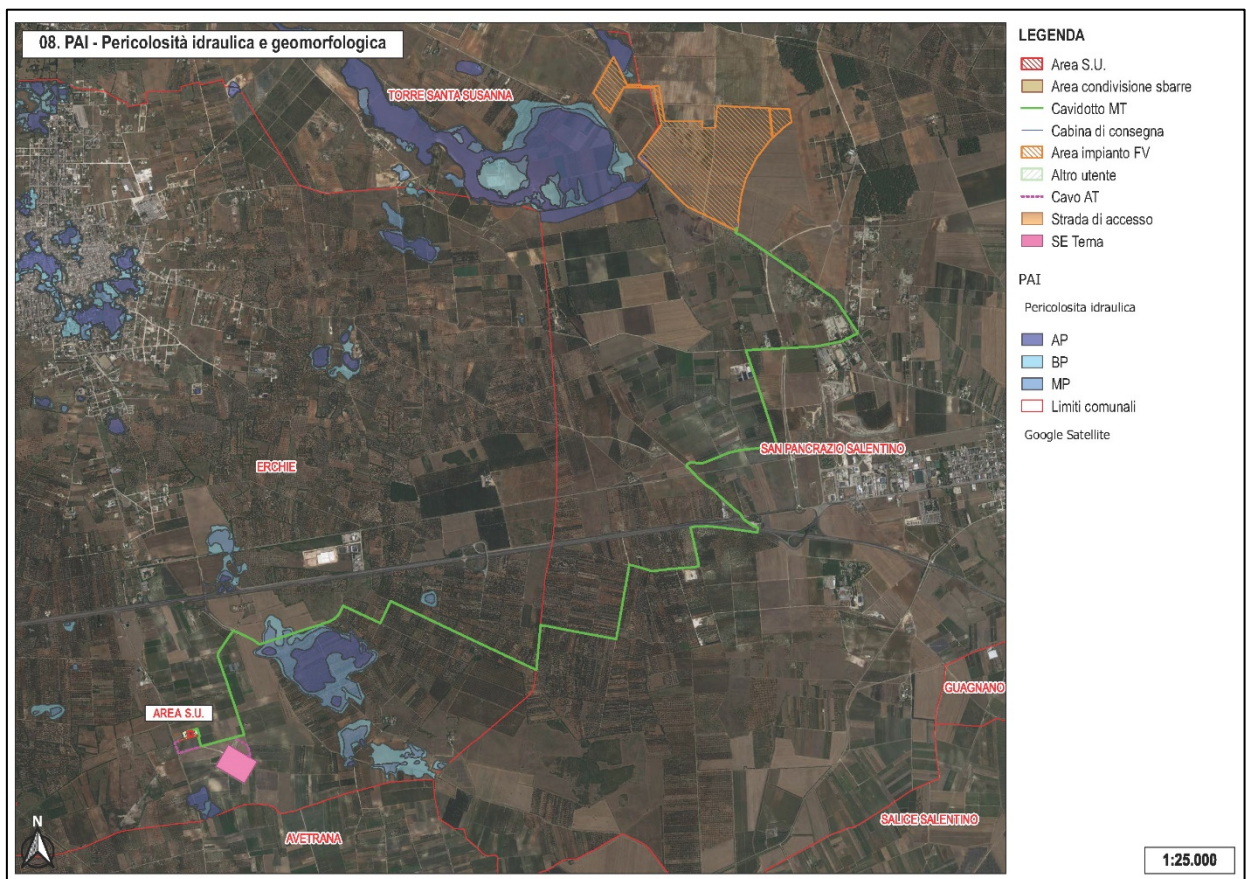 08. PAI - Pericolosità idraulica e geomorfologica
TORRE SANTA SUSANNA
ERCHIE
SAN PANCRAZIO SALENTINO
GUAGNANO
AREA S.U.
SALICE SALENTINO
AVETRANA
N
LEGENDA
Area S.U.
Area condivisione sbarre
Cavidotto MT
Cabina di consegna
Area impianto FV
Altro utente
Cavo AT
Strada di accesso
SE Terna
PAI
Pericolosita idraulica
AP
BP
MP
Limiti comunali
Google Satellite
1:25.000